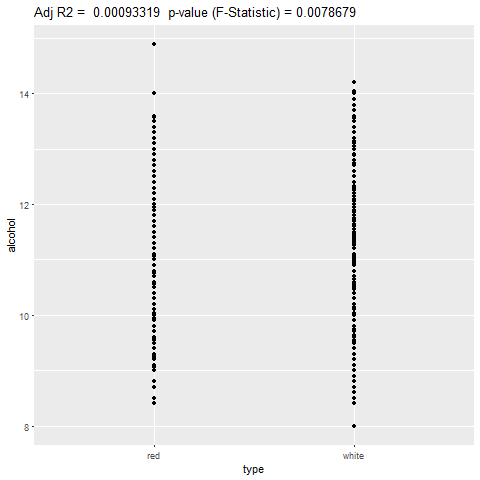 Adj R2 =  0.00093319  p-value (F-Statistic) = 0.0078679
14
12
10
8
alcohol
red
white
type